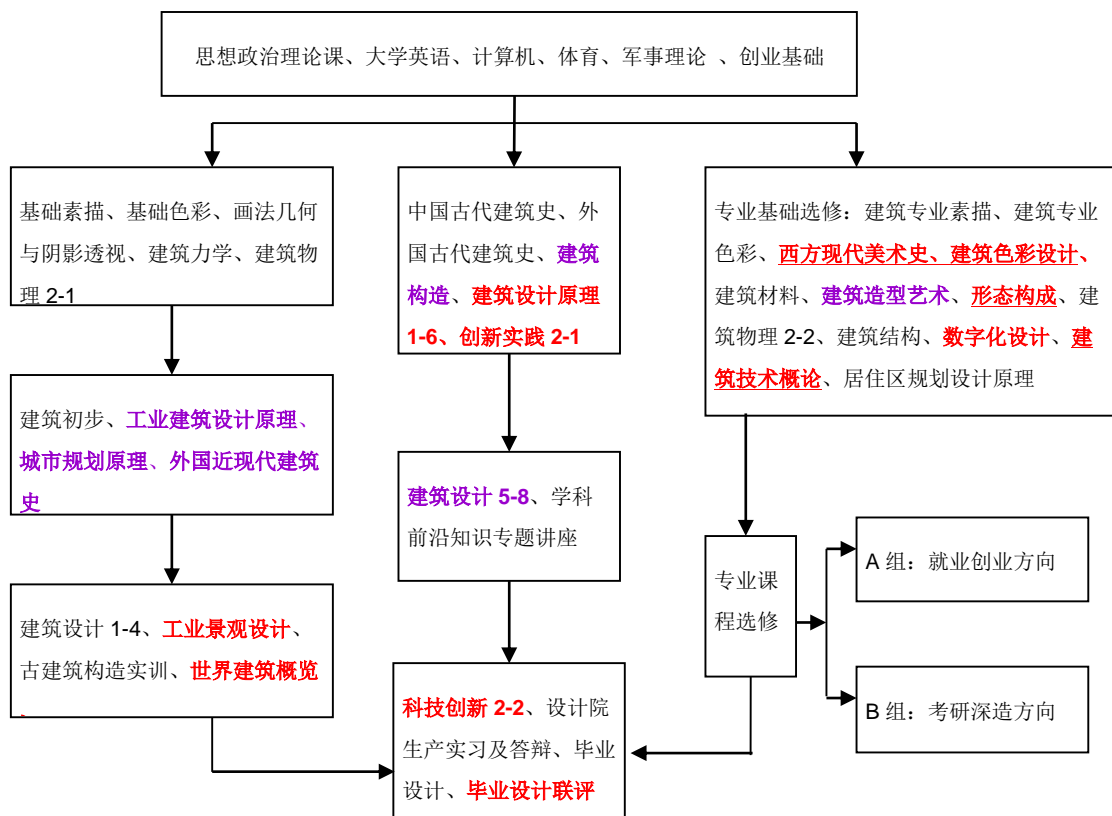 思想政治理论课、大学英语、计算机、体育、军事理论 、创业基础
基础素描、基础色彩、画法几何
与阴影透视、建筑力学、建筑物
理 2-1
中国古代建筑史、外
国古代建筑史、建筑
构造、建筑设计原理
1-6、创新实践 2-1
专业基础选修：建筑专业素描、建筑专业
色彩、西方现代美术史、建筑色彩设计、
建筑材料、建筑造型艺术、形态构成、建
筑物理 2-2、建筑结构、数字化设计、建
筑技术概论、居住区规划设计原理
建筑初步、工业建筑设计原理、
城市规划原理、外国近现代建筑
史
建筑设计 5-8、学科
前沿知识专题讲座
专业课
程选修
A 组：就业创业方向
B 组：考研深造方向
建筑设计 1-4、工业景观设计、
古建筑构造实训、世界建筑概览
科技创新 2-2、设计院
生产实习及答辩、毕业
设计、毕业设计联评